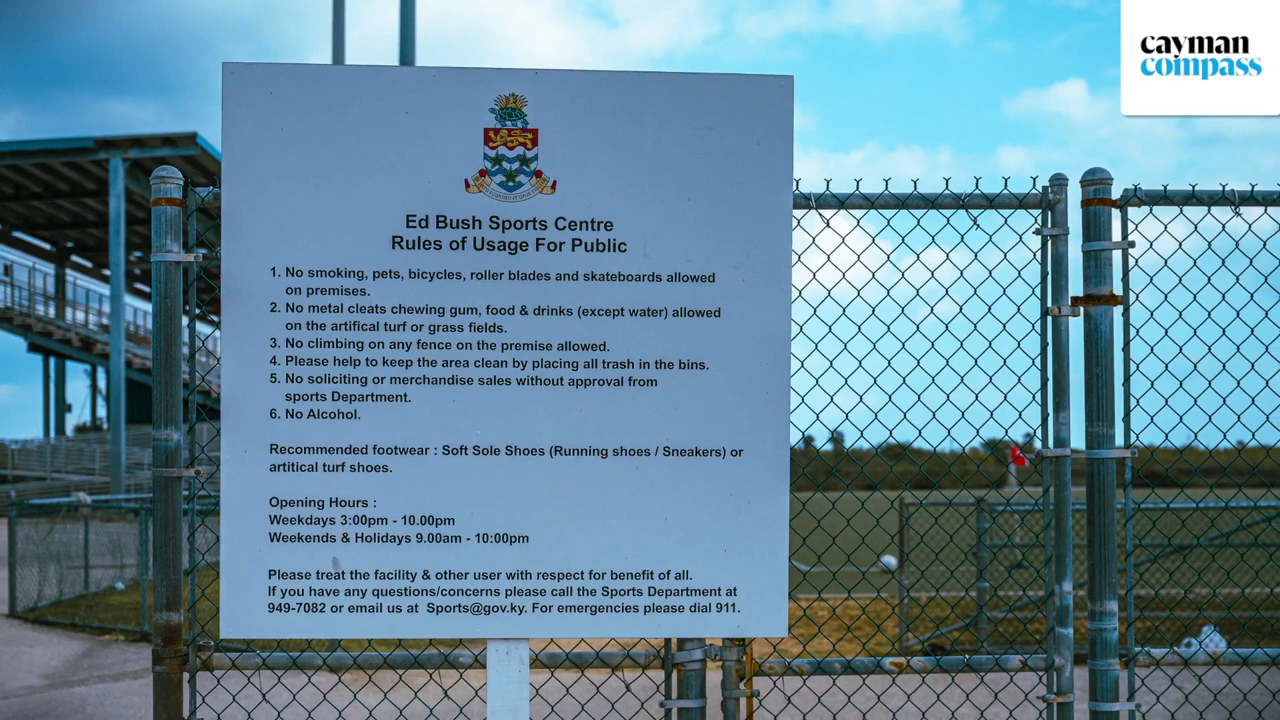 cayman
compass
Ed Bush Sports Centre
Rules of Usage For Public
1. No smoking, pets, bicycles, roller blades and skateboards allowed
on premises.
2. No metal cleats chewing gum, food & drinks (except water) allowed
on the artifical turf or grass fields.
3. No climbing on any fence on the premise allowed.
4. Please help to keep the area clean by placing all trash in the bins.
5. No soliciting or merchandise sales without approval from
sports Department.
6. No Alcohol.
Recommended footwear : Soft Sole Shoes (Running shoes / Sneakers) or
artitical turf shoes.
Opening Hours :
Weekdays 3:00pm - 10.00pm
Weekends & Holidays 9.00am - 10:00pm
Please treat the facility & other user with respect for benefit of all.
If you have any questions/concerns please call the Sports Department at
949-7082 or email us at Sports@gov.ky. For emergencies please dial 911.